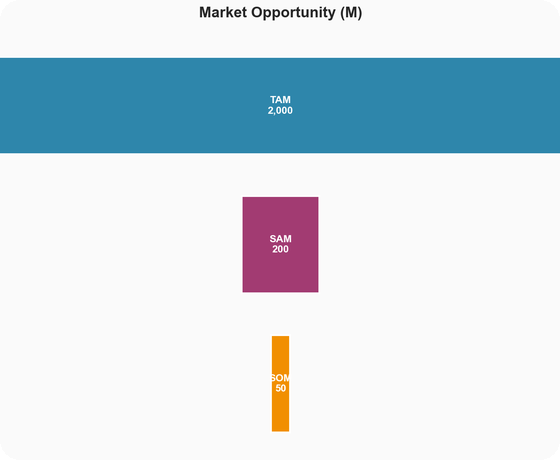 Market Opportunity (M)
TAM
2,000
SAM
200
SOM
50